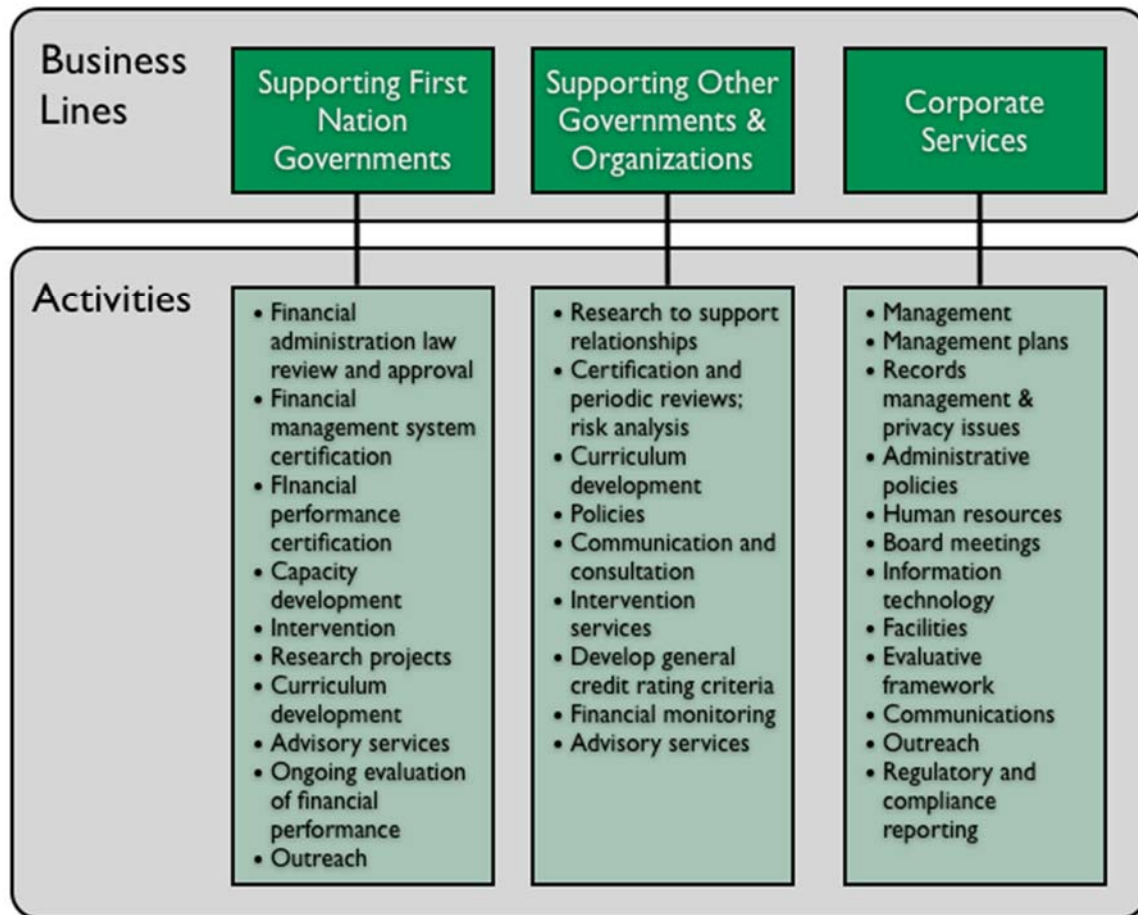 Business
Lines
Supporting First
Nation
Governments
Supporting Other
Governments &
Organizations
Corporate
Services
Activities
• Financial
administration law
review and approval
• Financial
management system
certification
• FInancial
performance
certification
• Capacity
development
• Intervention
• Research projects
• Curriculum
development
• Advisory services
• Ongoing evaluation
of financial
performance
• Outreach
• Research to support
relationships
• Certification and
periodic reviews;
risk analysis
• Curriculum
development
• Policies
• Communication and
consultation
• Intervention
services
• Develop general
credit rating criteria
• Financial monitoring
• Advisory services
• Management
• Management plans
• Records
management &
privacy issues
• Administrative
policies
• Human resources
• Board meetings
• Information
technology
• Facilities
• Evaluative
framework
• Communications
• Outreach
• Regulatory and
compliance
reporting